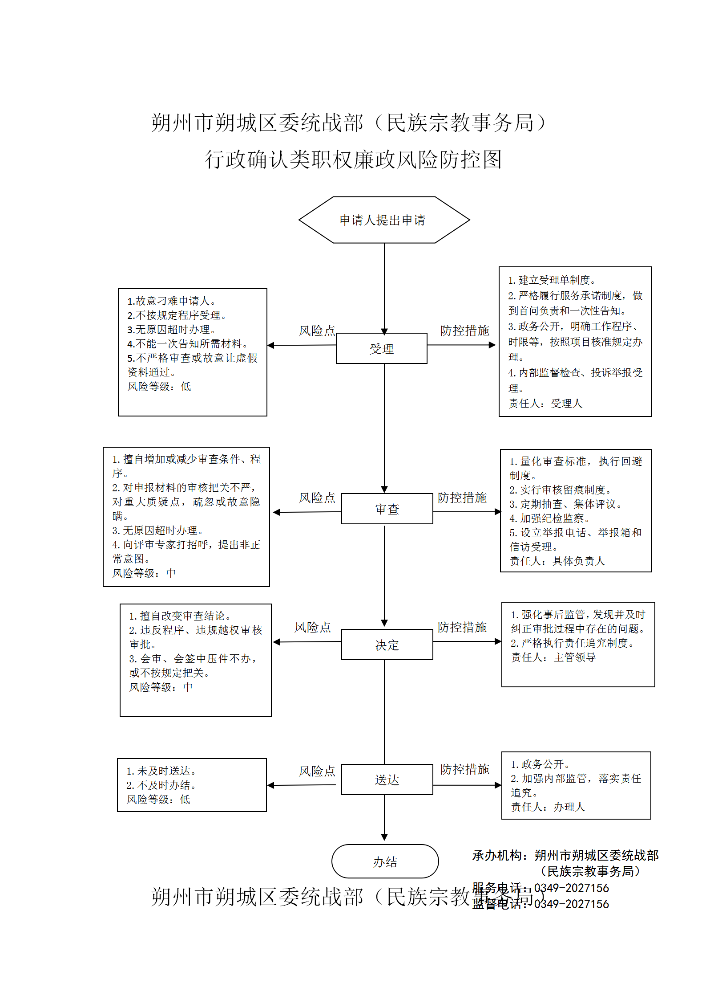 朔州市朔城区委统战部（民族宗教事务局）
行政确认类职权廉政风险防控图
申请人提出申请
1.故意刁难申请人。
2.不按规定程序受理。
3.无原因超时办理。
4.不能一次告知所需材料。
5.不严格审查或故意让虚假
资料通过。
风险等级：低
风险点
受理
防控措施
1.建立受理单制度。
2.严格履行服务承诺制度，做
到首问负责和一次性告知。
3.政务公开，明确工作程序、
时限等，按照项目核准规定办
理。
4.内部监督检查、投诉举报受
理。
责任人：受理人
1.擅自增加或减少审查条件、程
序。
2.对申报材料的审核把关不严，
对重大质疑点，疏忽或故意隐
瞒。
3.无原因超时办理。
4.向评审专家打招呼，提出非正
常意图。
风险等级：中
风险点
审查
防控措施
1.量化审查标准，执行回避
制度。
2.实行审核留痕制度。
3.定期抽查、集体评议。
4.加强纪检监察。
5.设立举报电话、举报箱和
信访受理。
责任人：具体负责人
1.擅自改变审查结论。
2.违反程序、违规越权审核
审批。
3.会审、会签中压件不办，
或不按规定把关。
风险等级：中
风险点
决定
防控措施
1.强化事后监管，发现并及时
纠正审批过程中存在的问题。
2.严格执行责任追究制度。
责任人：主管领导
1.未及时送达。
2.不及时办结。
风险等级：低
风险点
送达
防控措施
1.政务公开。
2.加强内部监管，落实责任
追究。
责任人：办理人
办结
承办机构：朔州市朔城区委统战部
（民族宗教事务局）
服务电话：0349-2027156
监督电话：0349-2027156
朔州市朔城区委统战部（民族宗教事务局）